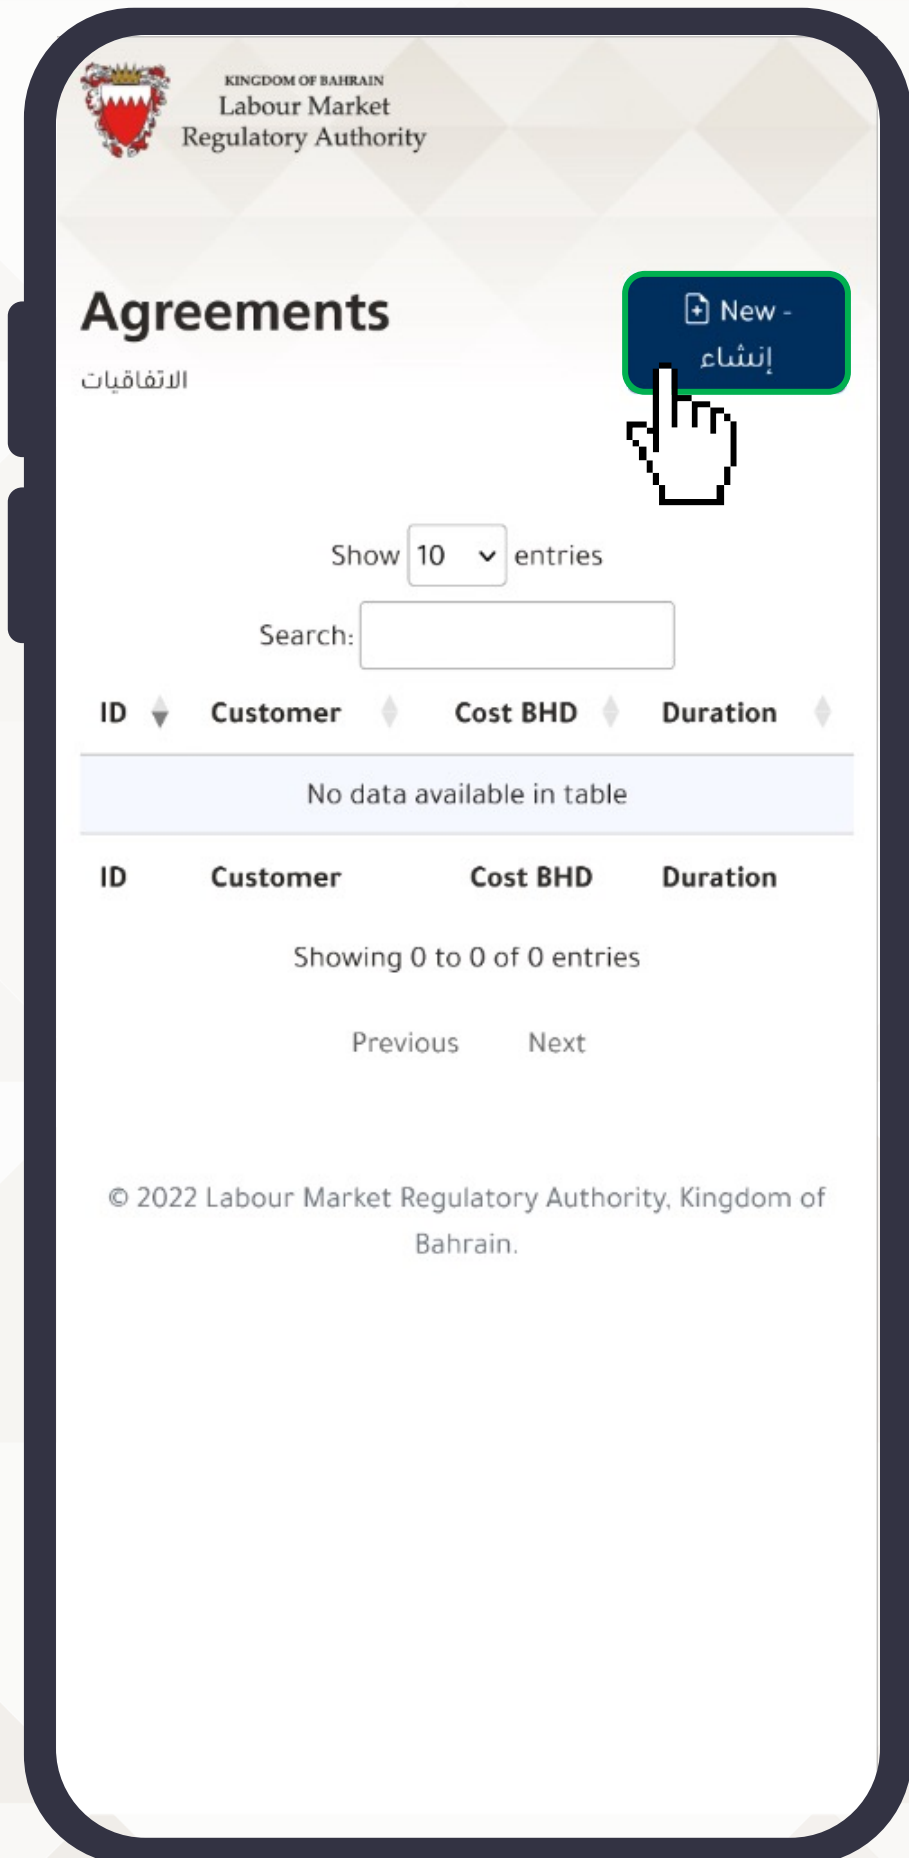 KINGDOM OF BAHRAIN
Labour Market
Regulatory Authority
Agreements
الاتفاقيات
New -
إنشاء
Show 10 entries
Search:
ID Customer Cost BHD Duration
No data available in table
ID Customer Cost BHD Duration
Showing 0 to 0 of 0 entries
Previous Next
© 2022 Labour Market Regulatory Authority, Kingdom of
Bahrain.